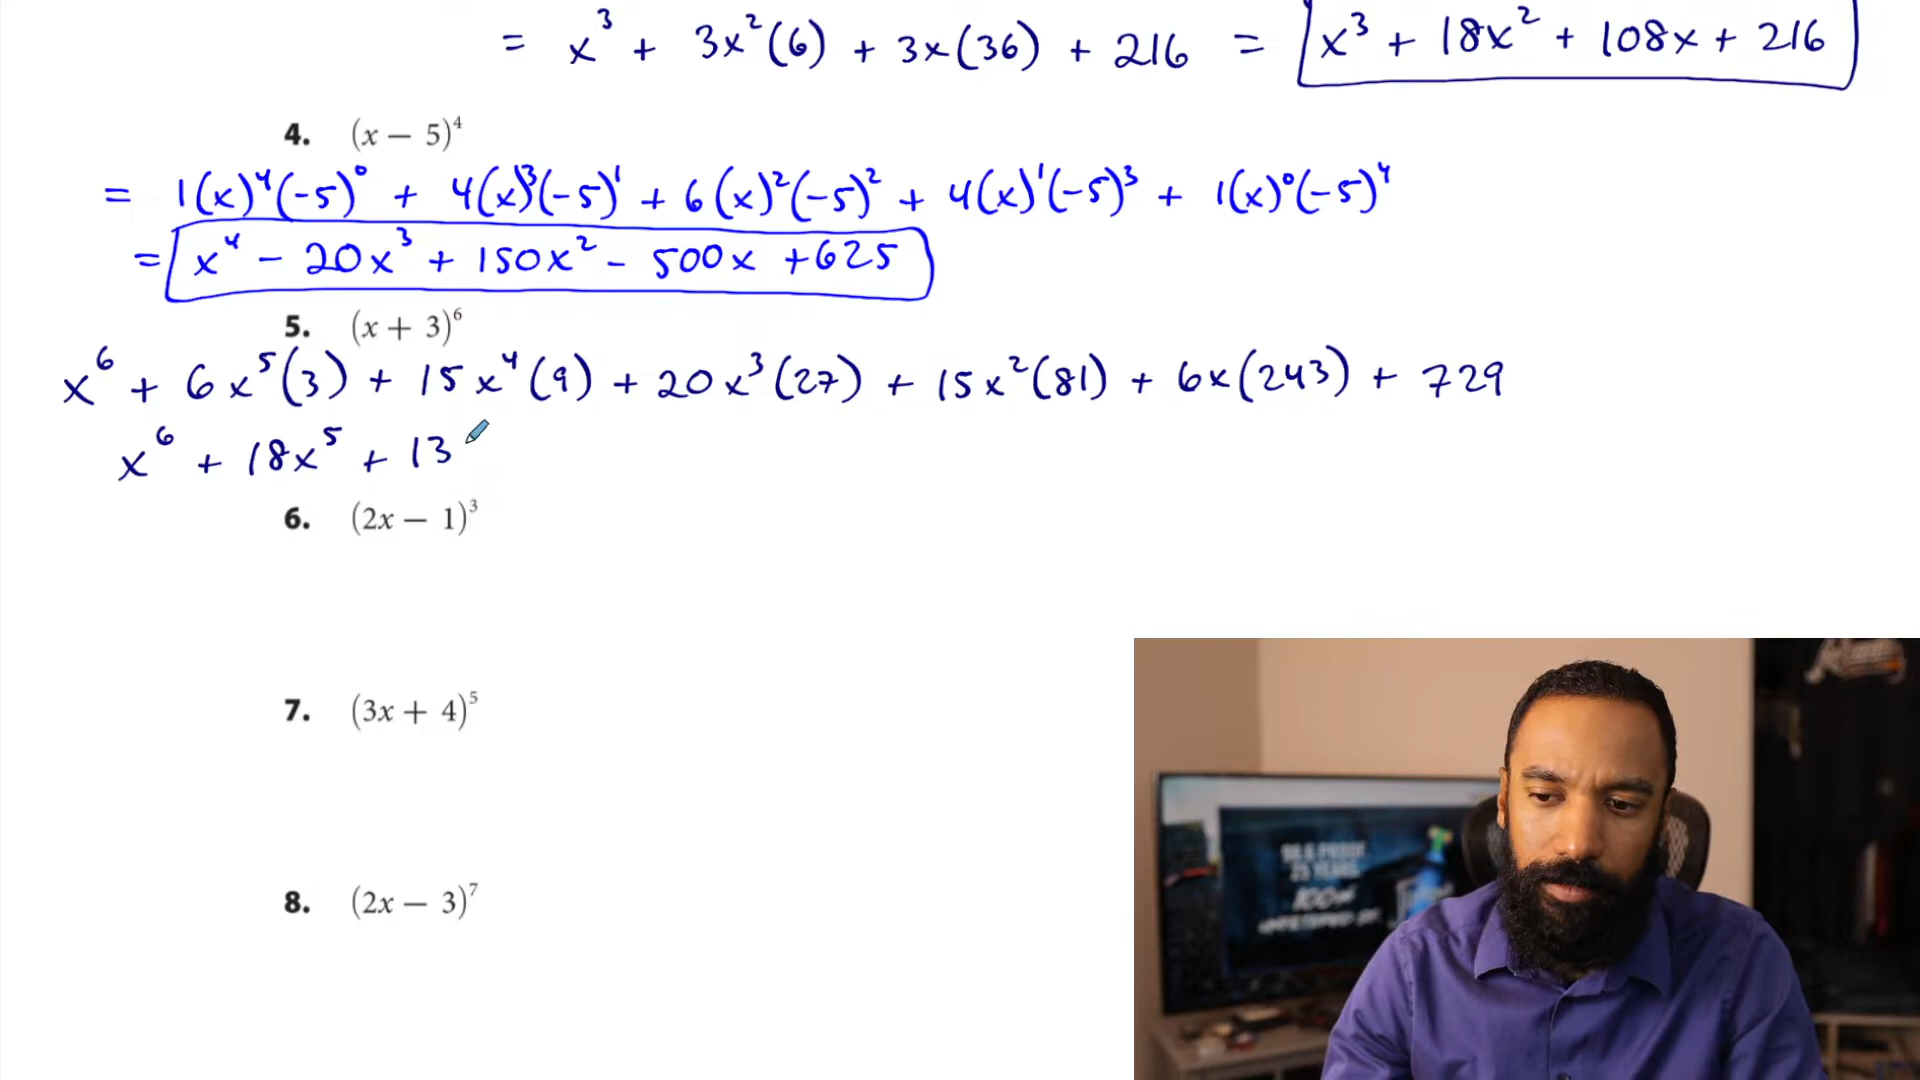 = x³ + 3x²(6) + 3x(36) + 216 = x³ + 18x² + 108x + 216
4. (x − 5)⁴
= 1(x)⁴(-5)⁰ + 4(x)³(-5)¹ + 6(x)²(-5)² + 4(x)¹(-5)³ + 1(x)⁰(-5)⁴
= x⁴ - 20x³ + 150x² - 500x + 625
5. (x + 3)⁶
x⁶ + 6x⁵(3) + 15x⁴(9) + 20x³(27) + 15x²(81) + 6x(243) + 729
x⁶ + 18x⁵ + 13
6. (2x − 1)³
7. (3x + 4)⁵
8. (2x − 3)⁷
25 YEARS